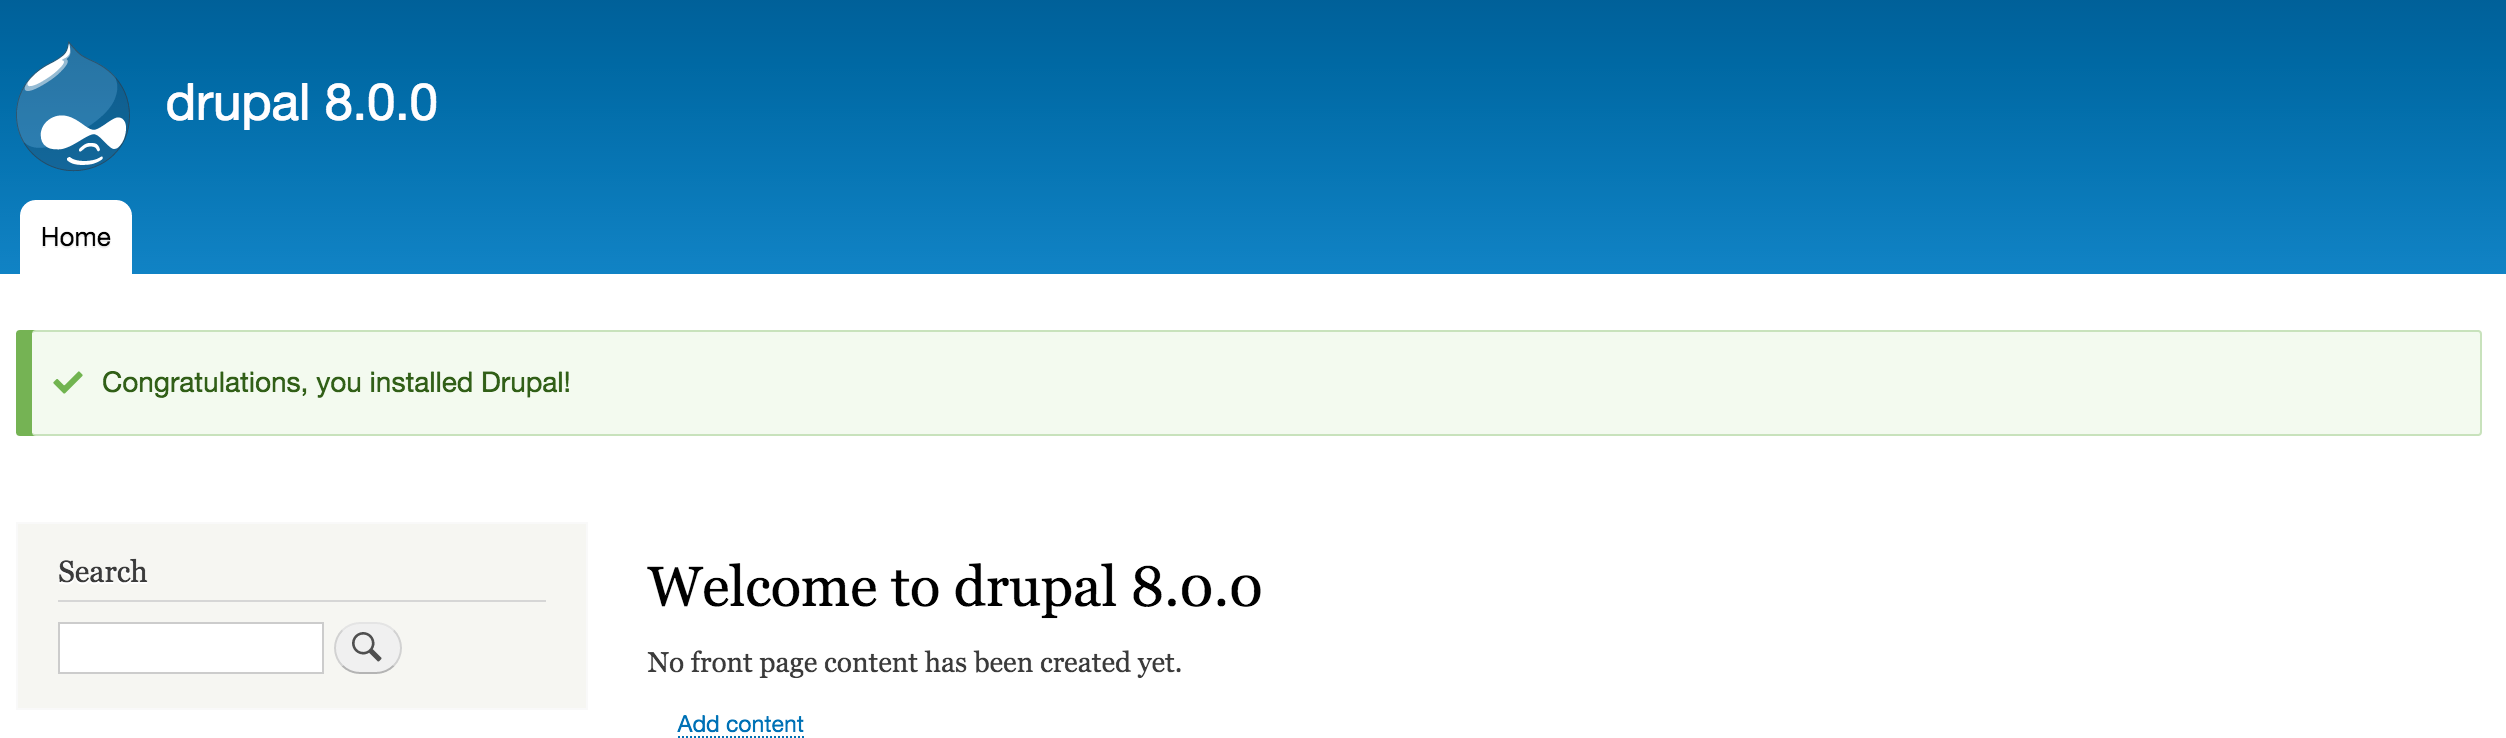 drupal 8.0.0
Home
Congratulations, you installed Drupal!
Search
Welcome to drupal 8.0.0
No front page content has been created yet.
Add content